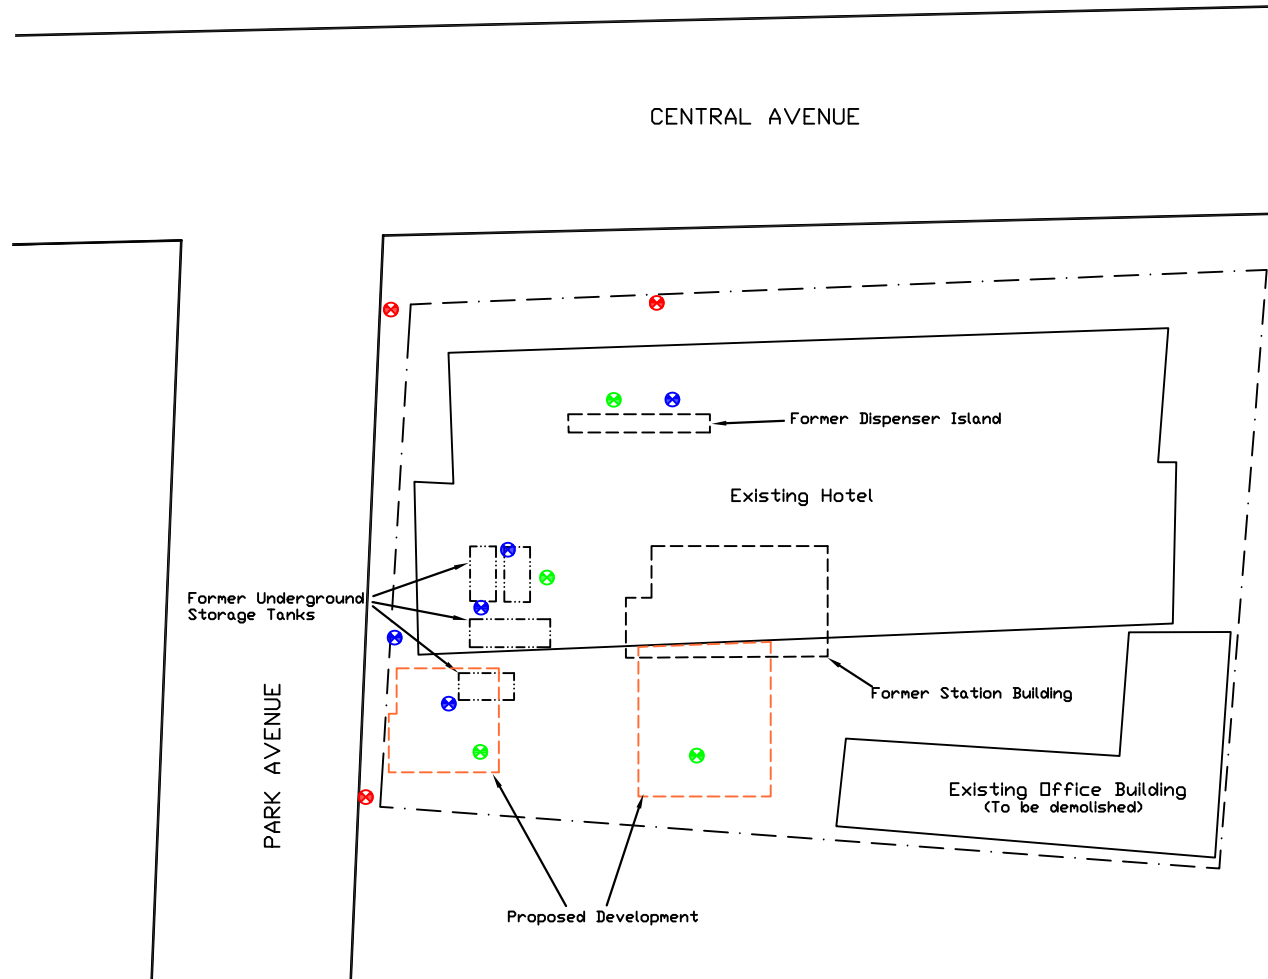 CENTRAL AVENUE
Former Dispenser Island
Existing Hotel
Former Underground
Storage Tanks
Former Station Building
PARK AVENUE
Existing Office Building
(To be demolished)
Proposed Development